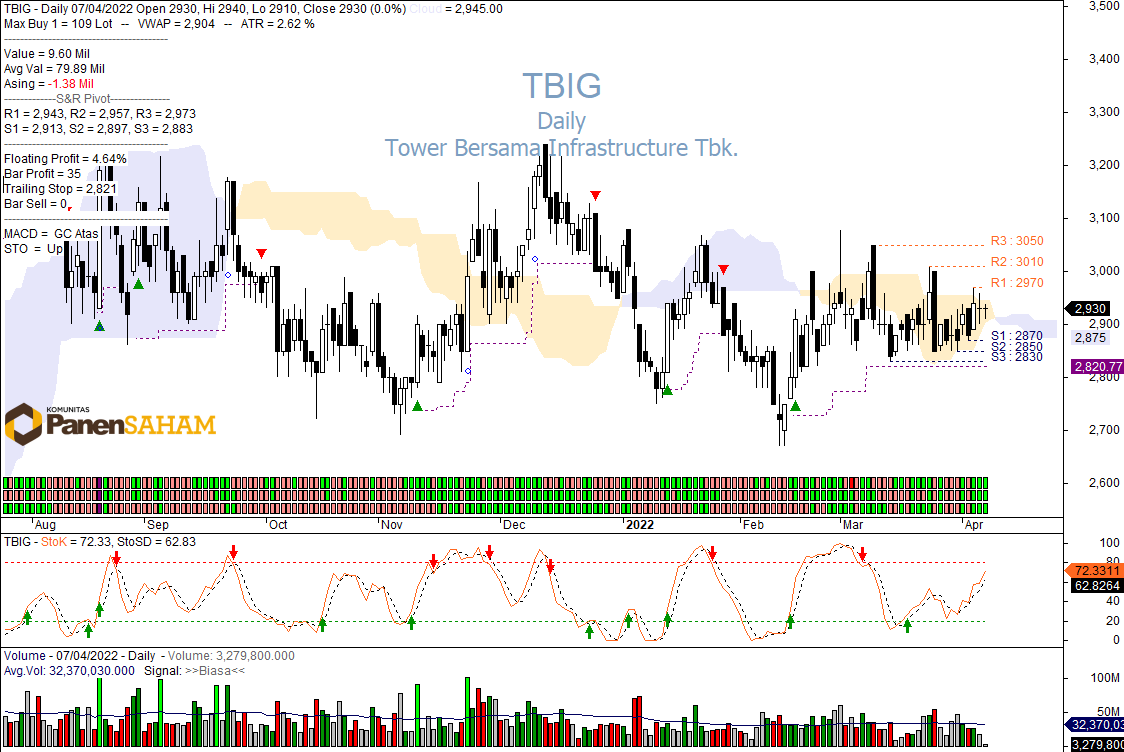 TBIG - Daily 07/04/2022 Open 2930, Hi 2940, Lo 2910, Close 2930 (0.0%) Cloud = 2,945.00
Max Buy 1 = 109 Lot -- VWAP = 2,904 -- ATR = 2.62 %
Value = 9.60 Mil
Avg Val = 79.89 Mil
Asing = -1.38 Mil
--------------S&R Pivot----------------
R1 = 2,943, R2 = 2,957, R3 = 2,973
S1 = 2,913, S2 = 2,897, S3 = 2,883
Floating Profit = 4.64%
Bar Profit = 35
Trailing Stop = 2,821
Bar Sell = 0
MACD = GC Atas
STO = Up
TBIG
Daily
Tower Bersama Infrastructure Tbk.
3,500
3,400
3,300
3,200
3,100
3,000
2,930
2,900
2,875
2,820.77
2,800
2,700
2,600
R3 : 3050
R2 : 3010
R1 : 2970
S1 : 2870
S2 : 2850
S3 : 2830
KOMUNITAS
PanenSAHAM
Aug Sep Oct Nov Dec 2022 Feb Mar Apr
TBIG - StoK = 72.33, StoSD = 62.83
100
80
72.3311
62.8264
40
20
0
Volume - 07/04/2022 - Daily - Volume: 3,279,800.000
Avg.Vol: 32,370,030.000 Signal: >>Biasa<<
100M
50M
32,370,03
3,279,800